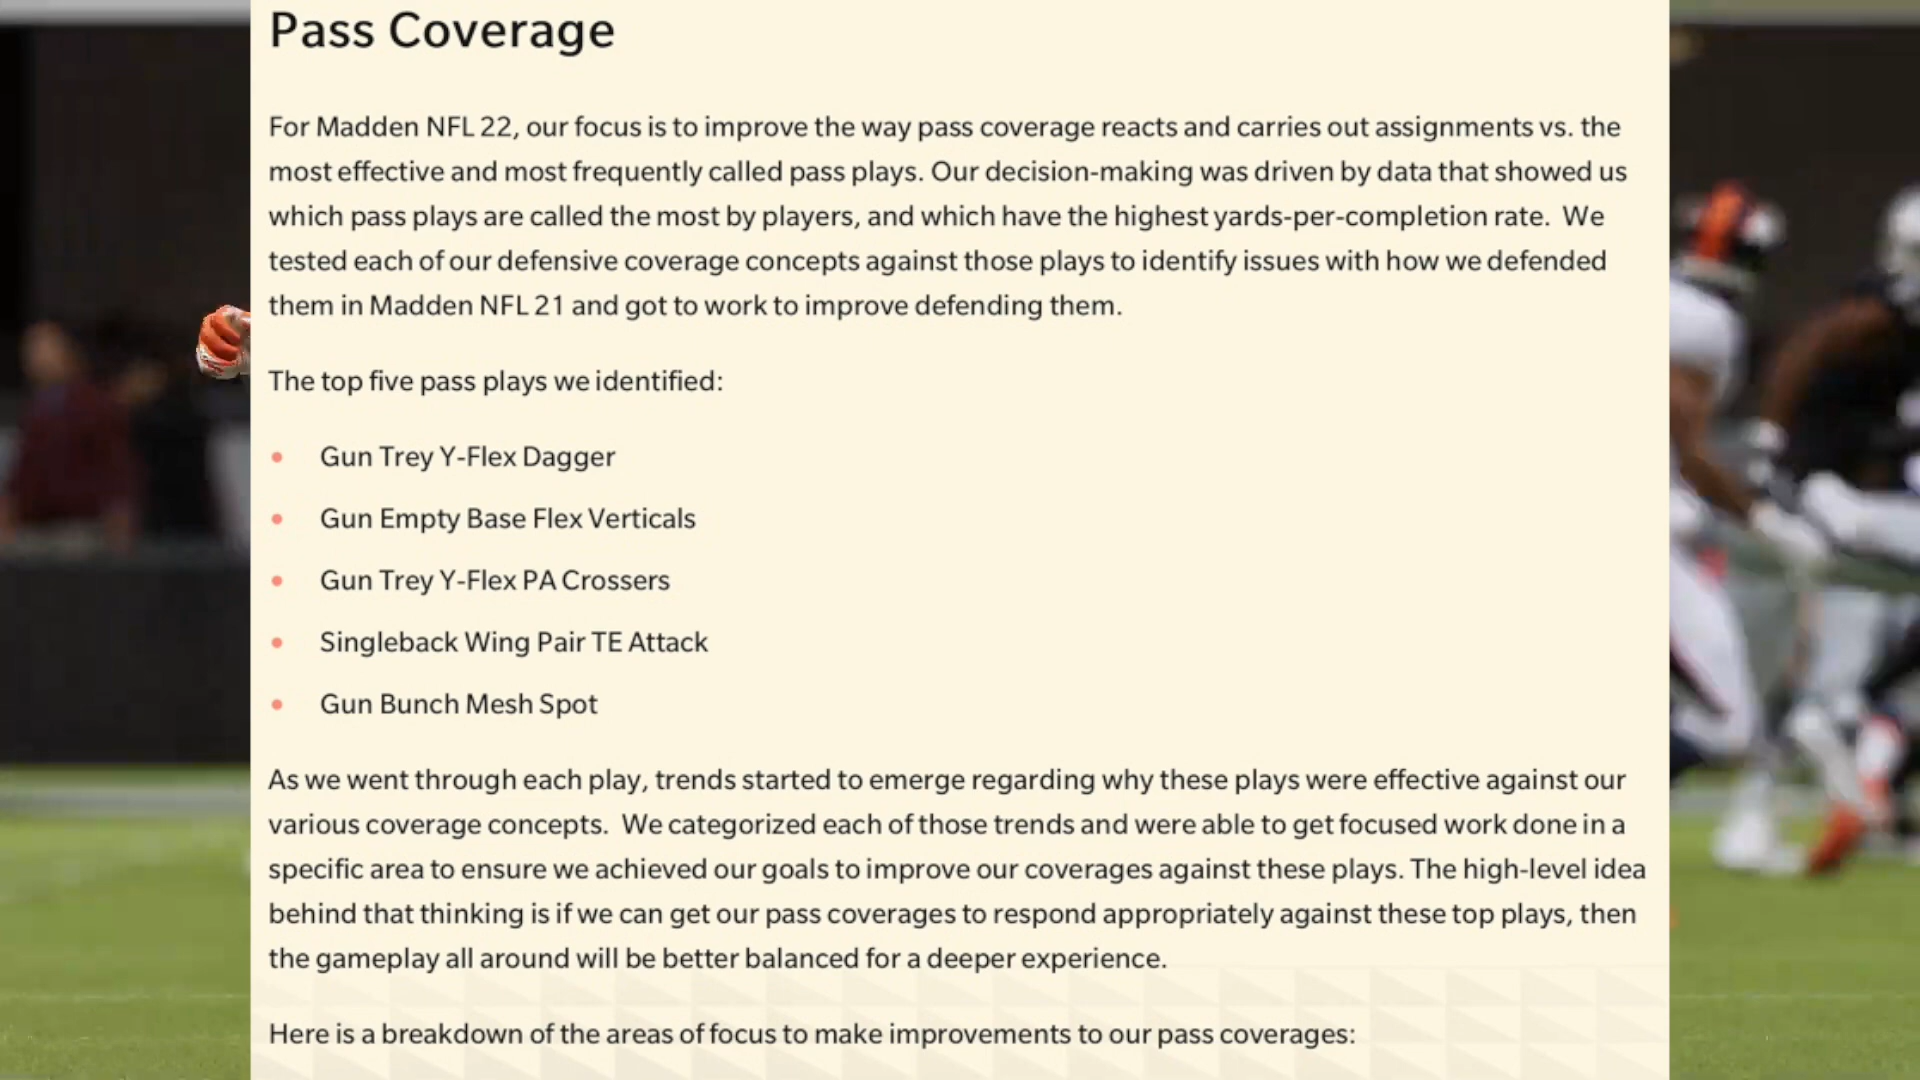 Pass Coverage
For Madden NFL 22, our focus is to improve the way pass coverage reacts and carries out assignments vs. the
most effective and most frequently called pass plays. Our decision-making was driven by data that showed us
which pass plays are called the most by players, and which have the highest yards-per-completion rate.  We
tested each of our defensive coverage concepts against those plays to identify issues with how we defended
them in Madden NFL 21 and got to work to improve defending them.
The top five pass plays we identified:
• Gun Trey Y-Flex Dagger
• Gun Empty Base Flex Verticals
• Gun Trey Y-Flex PA Crossers
• Singleback Wing Pair TE Attack
• Gun Bunch Mesh Spot
As we went through each play, trends started to emerge regarding why these plays were effective against our
various coverage concepts.  We categorized each of those trends and were able to get focused work done in a
specific area to ensure we achieved our goals to improve our coverages against these plays. The high-level idea
behind that thinking is if we can get our pass coverages to respond appropriately against these top plays, then
the gameplay all around will be better balanced for a deeper experience.
Here is a breakdown of the areas of focus to make improvements to our pass coverages: